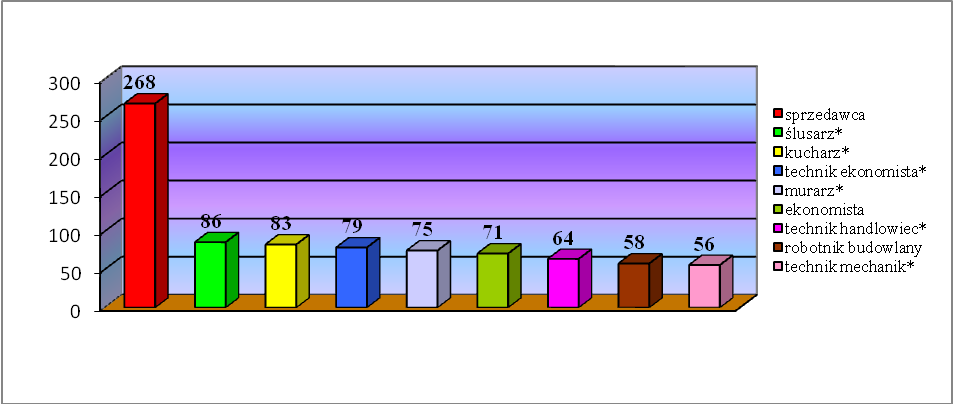 300
250
200
150
100
50
0
268
86
83
79
75
71
64
58
56
sprzedawca
ślusarz*
kucharz*
technik ekonomista*
murarz*
ekonomista
technik handlowiec*
robotnik budowlany
technik mechanik*